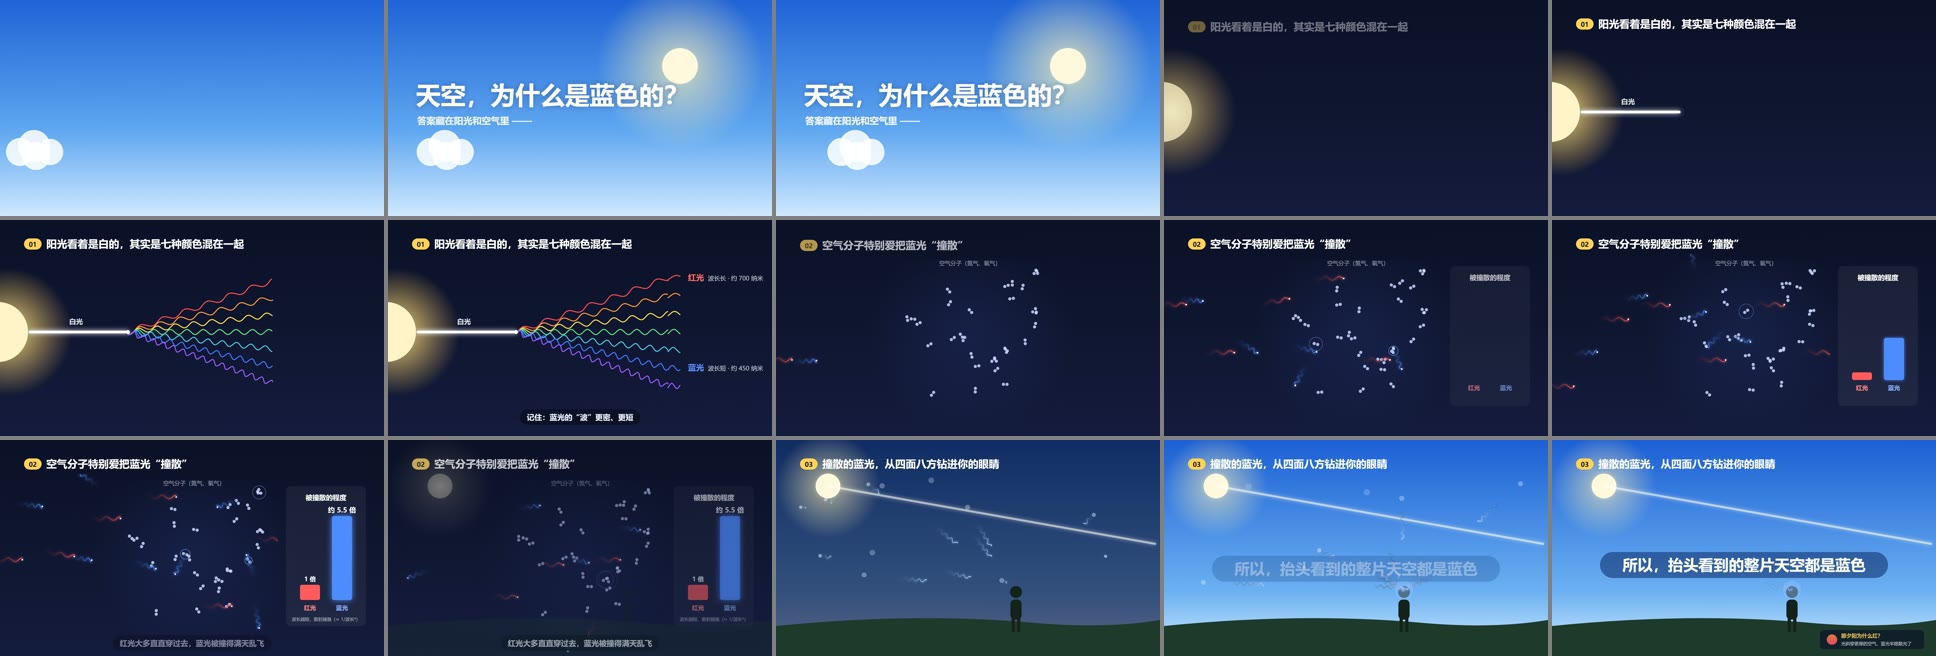 天空，为什么是蓝色的？
答案藏在阳光和空气里 ——
天空，为什么是蓝色的？
答案藏在阳光和空气里 ——
01 阳光看着是白的，其实是七种颜色混在一起
01 阳光看着是白的，其实是七种颜色混在一起
白光
01 阳光看着是白的，其实是七种颜色混在一起
白光
01 阳光看着是白的，其实是七种颜色混在一起
白光
红光 波长长 · 约 700 纳米
蓝光 波长短 · 约 450 纳米
记住：蓝光的“波”更密、更短
02 空气分子特别爱把蓝光“撞散”
空气分子（氮气、氧气）
02 空气分子特别爱把蓝光“撞散”
空气分子（氮气、氧气）
被撞散的程度
红光 蓝光
02 空气分子特别爱把蓝光“撞散”
空气分子（氮气、氧气）
被撞散的程度
红光 蓝光
02 空气分子特别爱把蓝光“撞散”
空气分子（氮气、氧气）
被撞散的程度
约 5.5 倍
1 倍
红光 蓝光
红光大多直直穿过去，蓝光被撞得满天乱飞
02 空气分子特别爱把蓝光“撞散”
空气分子（氮气、氧气）
被撞散的程度
约 5.5 倍
1 倍
红光 蓝光
红光大多直直穿过去，蓝光被撞得满天乱飞
03 撞散的蓝光，从四面八方钻进你的眼睛
03 撞散的蓝光，从四面八方钻进你的眼睛
所以，抬头看到的整片天空都是蓝色
03 撞散的蓝光，从四面八方钻进你的眼睛
所以，抬头看到的整片天空都是蓝色
那夕阳为什么红？